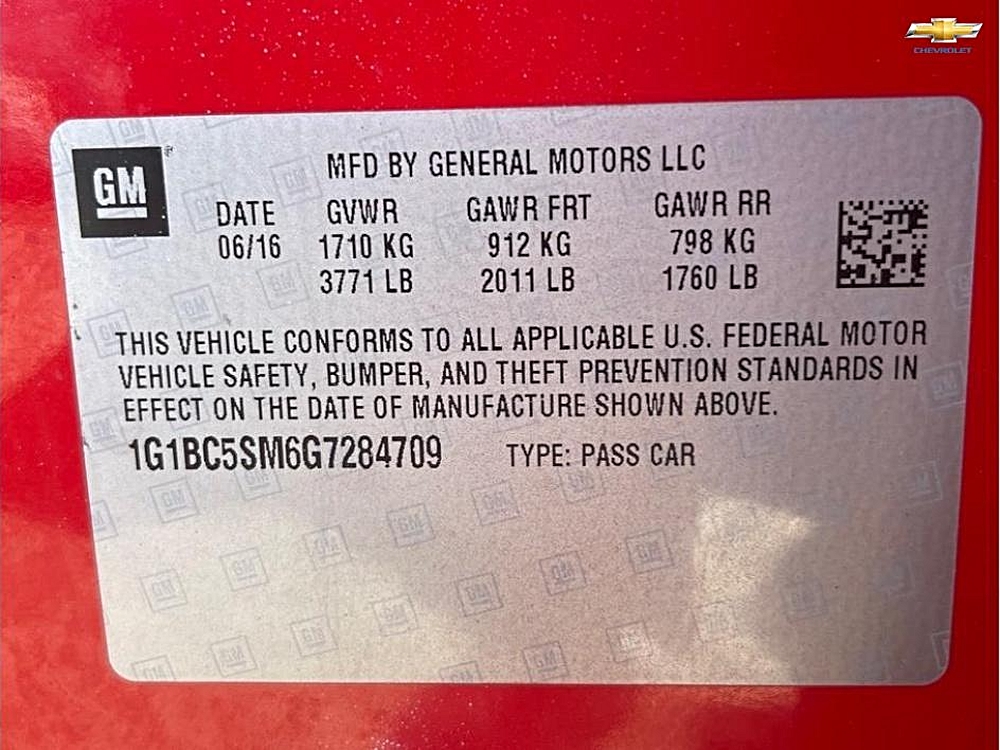 CHEVROLET
GM
MFD BY GENERAL MOTORS LLC
DATE GVWR GAWR FRT GAWR RR
06/16 1710 KG 912 KG 798 KG
3771 LB 2011 LB 1760 LB
THIS VEHICLE CONFORMS TO ALL APPLICABLE U.S. FEDERAL MOTOR
VEHICLE SAFETY, BUMPER, AND THEFT PREVENTION STANDARDS IN
EFFECT ON THE DATE OF MANUFACTURE SHOWN ABOVE.
1G1BC5SM6G7284709 TYPE: PASS CAR